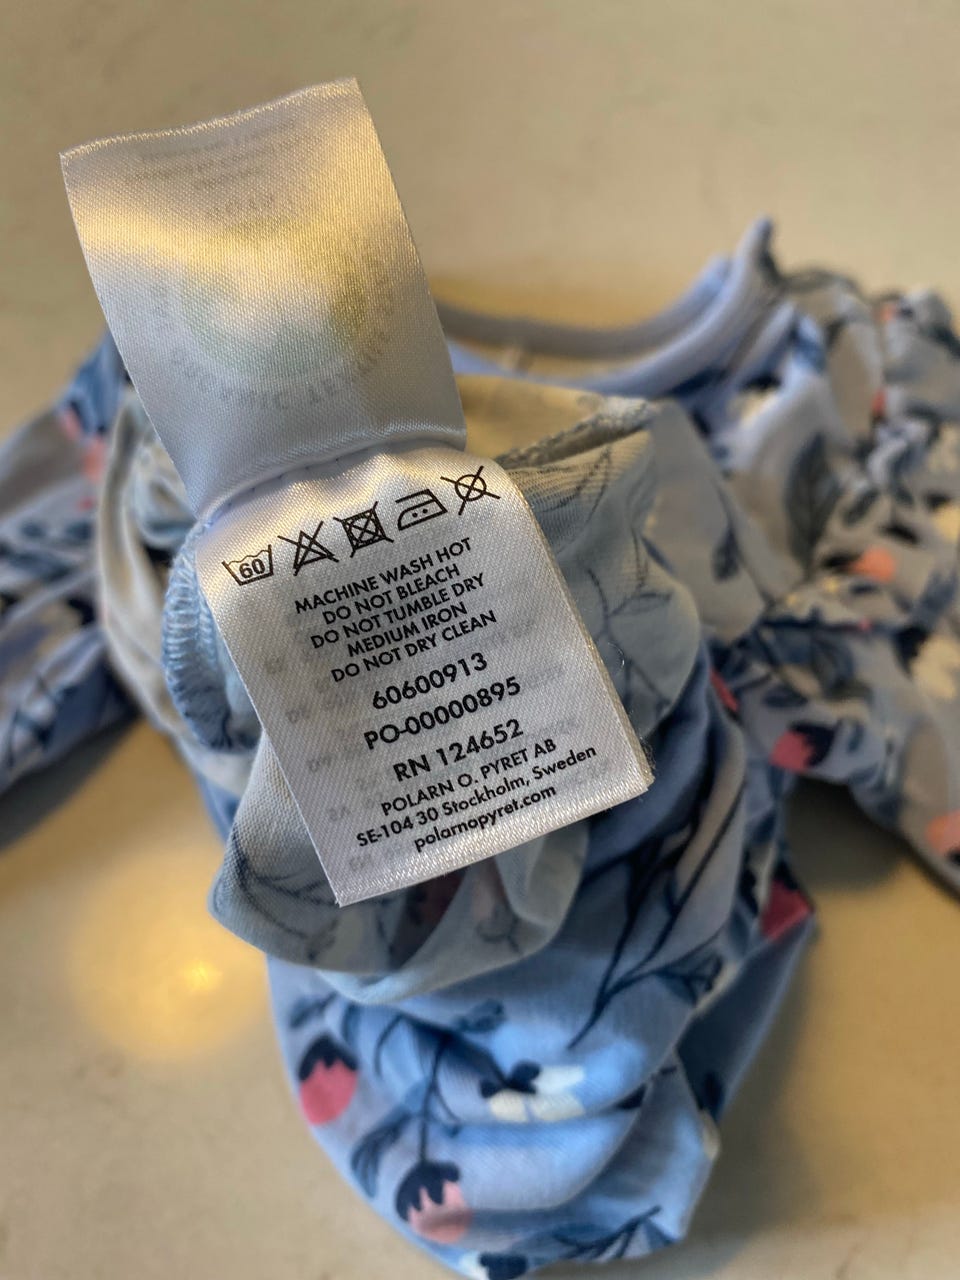 60
MACHINE WASH HOT
DO NOT BLEACH
DO NOT TUMBLE DRY
MEDIUM IRON
DO NOT DRY CLEAN
60600913
PO-00000895
RN 124652
POLARN O. PYRET AB
SE-104 30 Stockholm, Sweden
polarnopyret.com